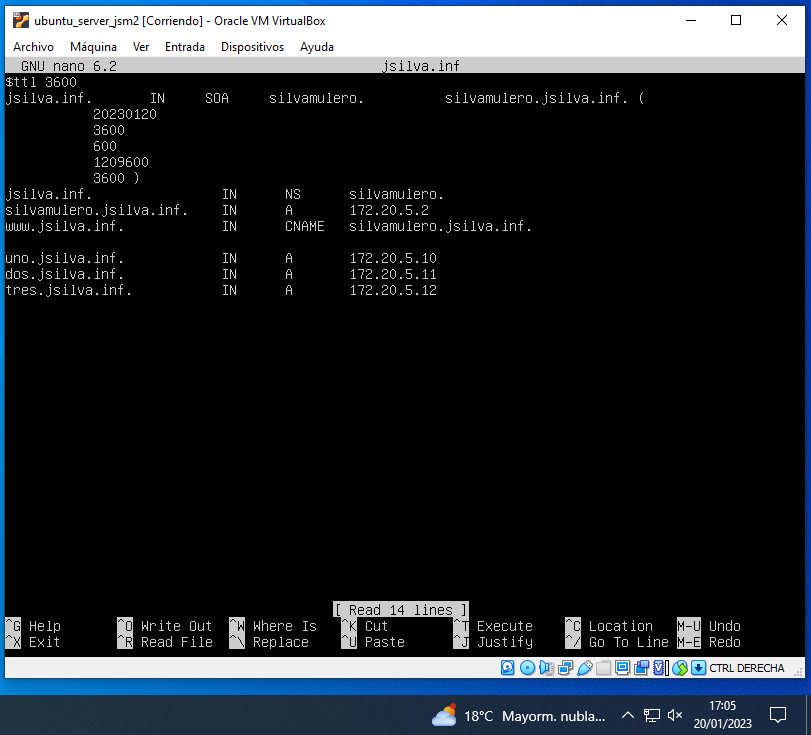 ubuntu_server_jsm2 [Corriendo] - Oracle VM VirtualBox
Archivo Máquina Ver Entrada Dispositivos Ayuda
GNU nano 6.2 jsilva.inf
$ttl 3600
jsilva.inf. IN SOA silvamulero. silvamulero.jsilva.inf. (
20230120
3600
600
1209600
3600 )
jsilva.inf. IN NS silvamulero.
silvamulero.jsilva.inf. IN A 172.20.5.2
www.jsilva.inf. IN CNAME silvamulero.jsilva.inf.
uno.jsilva.inf. IN A 172.20.5.10
dos.jsilva.inf. IN A 172.20.5.11
tres.jsilva.inf. IN A 172.20.5.12
[ Read 14 lines ]
^G Help ^O Write Out ^W Where Is ^K Cut ^T Execute ^C Location M-U Undo
^X Exit ^R Read File ^\ Replace ^U Paste ^J Justify ^/ Go To Line M-E Redo
CTRL DERECHA
18°C Mayorm. nubla...
17:05
20/01/2023